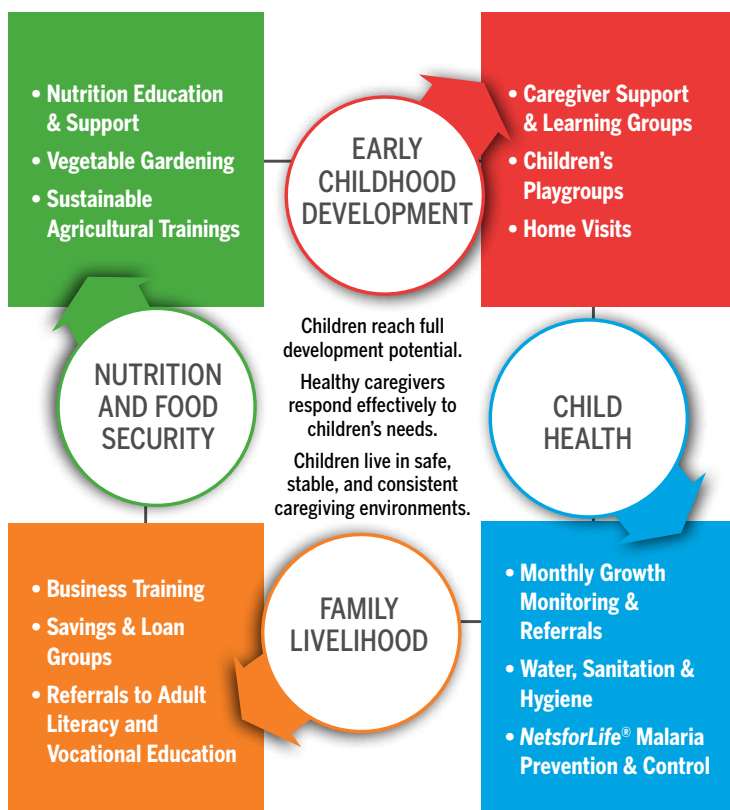 • Nutrition Education
& Support
• Vegetable Gardening
• Sustainable
Agricultural Trainings
EARLY
CHILDHOOD
DEVELOPMENT
• Caregiver Support
& Learning Groups
• Children’s
Playgroups
• Home Visits
NUTRITION
AND FOOD
SECURITY
Children reach full
development potential.
Healthy caregivers
respond effectively to
children’s needs.
Children live in safe,
stable, and consistent
caregiving environments.
CHILD
HEALTH
• Business Training
• Savings & Loan
Groups
• Referrals to Adult
Literacy and
Vocational Education
FAMILY
LIVELIHOOD
• Monthly Growth
Monitoring &
Referrals
• Water, Sanitation &
Hygiene
• NetsforLife® Malaria
Prevention & Control